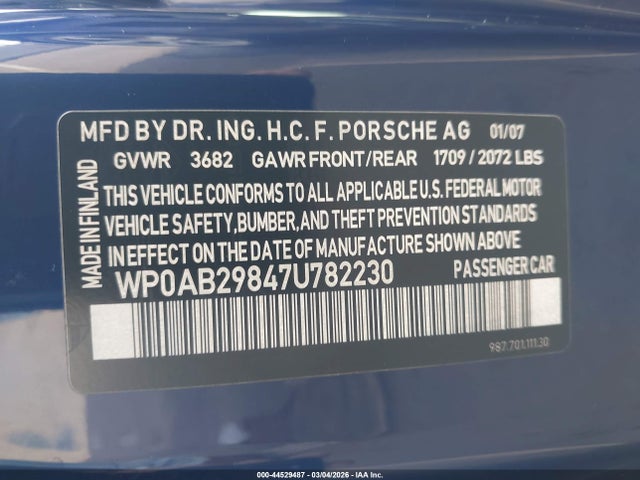 MFD BY DR. ING. H.C. F. PORSCHE AG 01/07
GVWR 3682 GAWR FRONT/REAR 1709 / 2072 LBS
THIS VEHICLE CONFORMS TO ALL APPLICABLE U.S. FEDERAL MOTOR
VEHICLE SAFETY, BUMPER, AND THEFT PREVENTION STANDARDS
IN EFFECT ON THE DATE OF MANUFACTURE SHOWN ABOVE
WP0AB29847U782230 PASSENGER CAR
MADE IN FINLAND
987.701.111.30
000-44529487 - 03/04/2026 - IAA Inc.